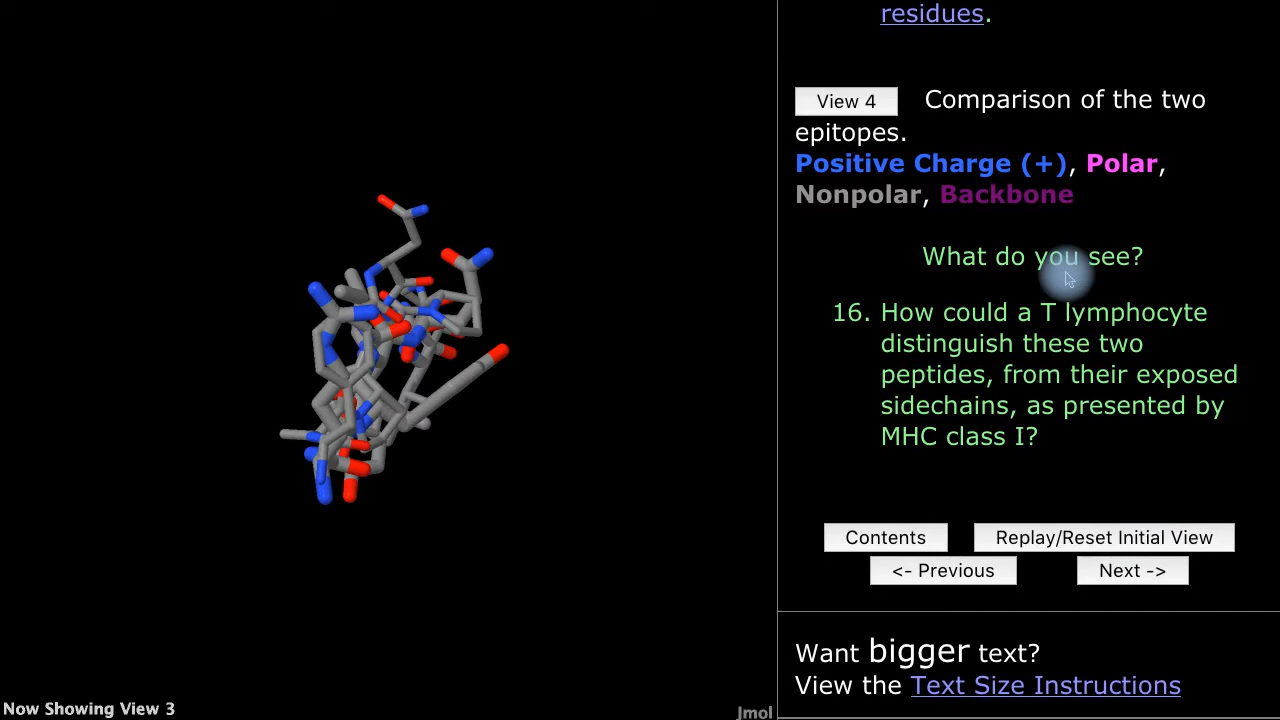 residues.
View 4 Comparison of the two
epitopes.
Positive Charge (+), Polar,
Nonpolar, Backbone
What do you see?
16. How could a T lymphocyte
distinguish these two
peptides, from their exposed
sidechains, as presented by
MHC class I?
Contents Replay/Reset Initial View
<- Previous Next ->
Want bigger text?
View the Text Size Instructions
Now Showing View 3
Jmol